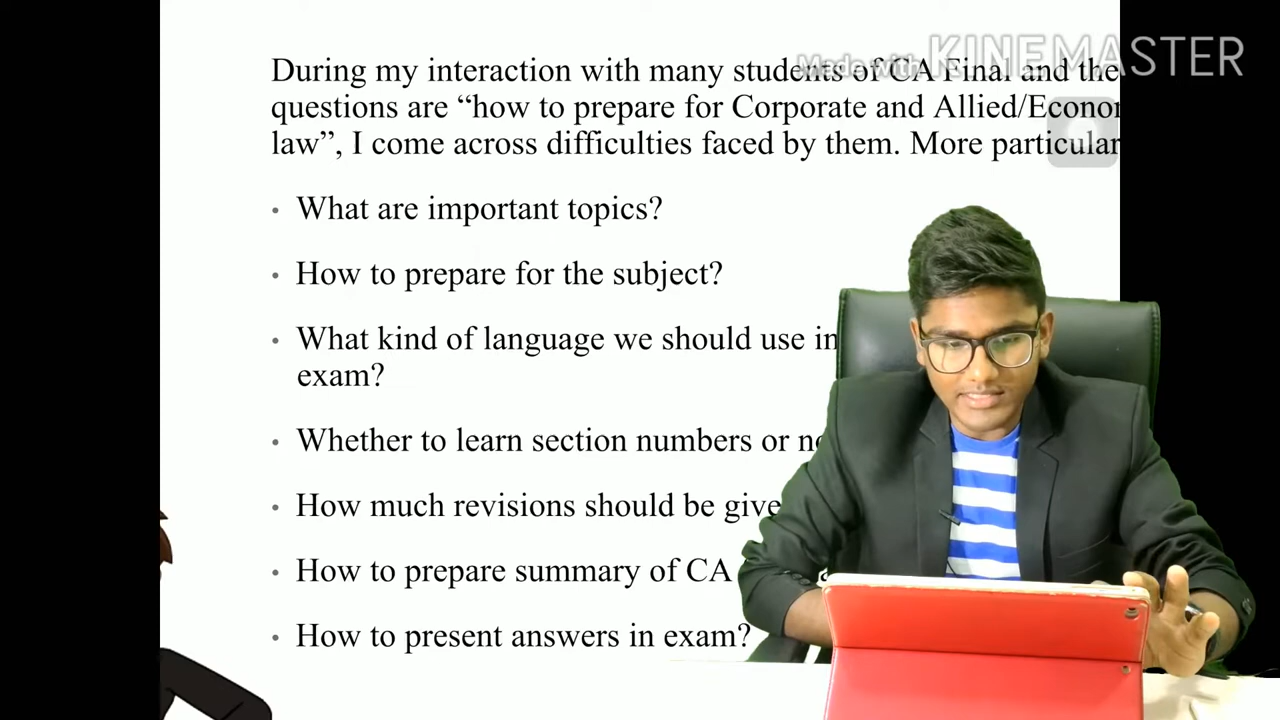 Made with KINEMASTER
During my interaction with many students of CA Final and the
questions are “how to prepare for Corporate and Allied/Econo
law”, I come across difficulties faced by them. More particular
• What are important topics?
• How to prepare for the subject?
• What kind of language we should use in
exam?
• Whether to learn section numbers or
• How much revisions should be give
• How to prepare summary of CA
• How to present answers in exam?